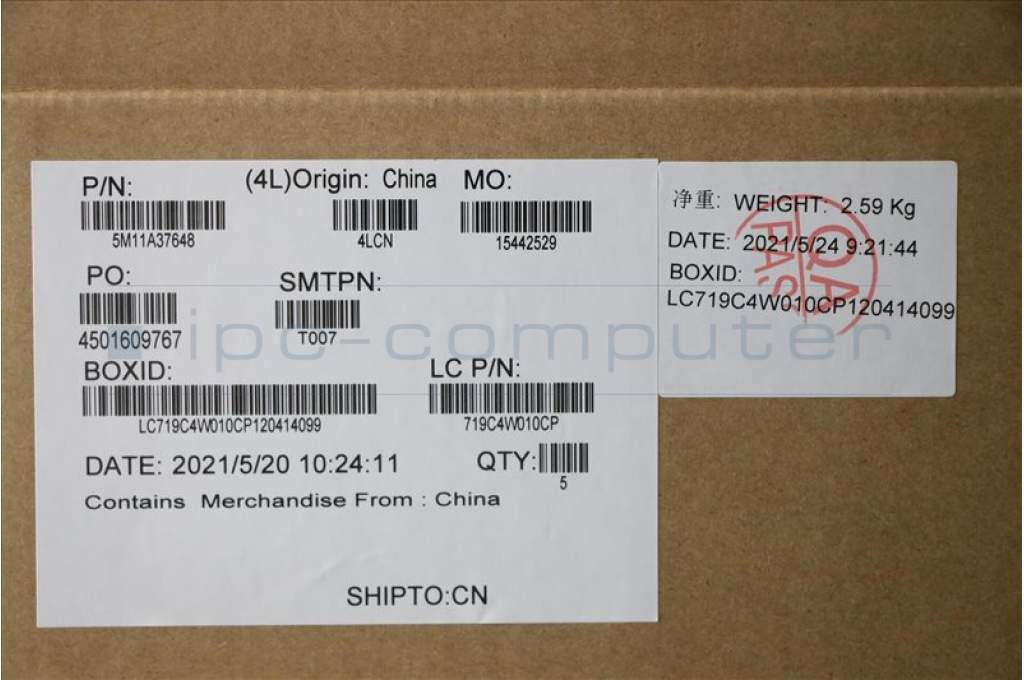 P/N: (4L)Origin: China MO:
5M11A37648 4LCN 15442529
PO: SMTPN:
4501609767 T007
BOXID: LC P/N:
LC719C4W010CP120414099 719C4W010CP
DATE: 2021/5/20 10:24:11 QTY:
5
Contains Merchandise From : China
SHIPTO:CN
净重: WEIGHT: 2.59 Kg
DATE: 2021/5/24 9:21:44
BOXID:
LC719C4W010CP120414099
QA
FAS
ipc-computer